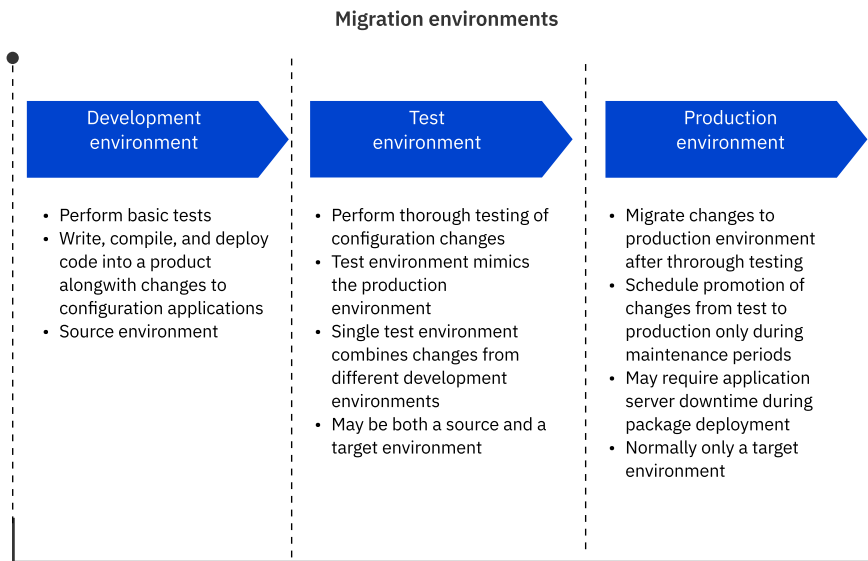 Migration environments
Development
environment
• Perform basic tests
• Write, compile, and deploy
code into a product
alongwith changes to
configuration applications
• Source environment
Test
environment
• Perform thorough testing of
configuration changes
• Test environment mimics
the production
environment
• Single test environment
combines changes from
different development
environments
• May be both a source and a
target environment
Production
environment
• Migrate changes to
production environment
after throrough testing
• Schedule promotion of
changes from test to
production only during
maintenance periods
• May require application
server downtime during
package deployment
• Normally only a target
environment